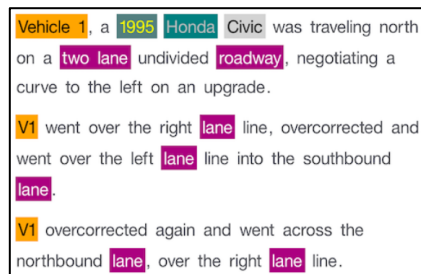 Vehicle 1, a 1995 Honda Civic was traveling north
on a two lane undivided roadway, negotiating a
curve to the left on an upgrade.
V1 went over the right lane line, overcorrected and
went over the left lane line into the southbound
lane.
V1 overcorrected again and went across the
northbound lane, over the right lane line.